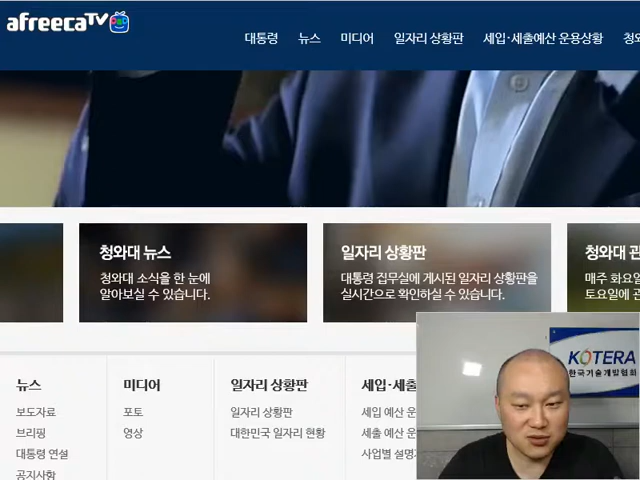 afreecaTV
대통령 뉴스 미디어 일자리 상황판 세입·세출예산 운용상황 청와
청와대 뉴스
청와대 소식을 한 눈에
알아보실 수 있습니다.
일자리 상황판
대통령 집무실에 게시된 일자리 상황판을
실시간으로 확인하실 수 있습니다.
청와대 관
매주 화요일
토요일에 관
뉴스
보도자료
브리핑
대통령 연설
공지사항
미디어
포토
영상
일자리 상황판
일자리 상황판
대한민국 일자리 현황
세입·세출
세입 예산 운
세출 예산 운
사업별 설명
KOTERA
한국기술개발협회